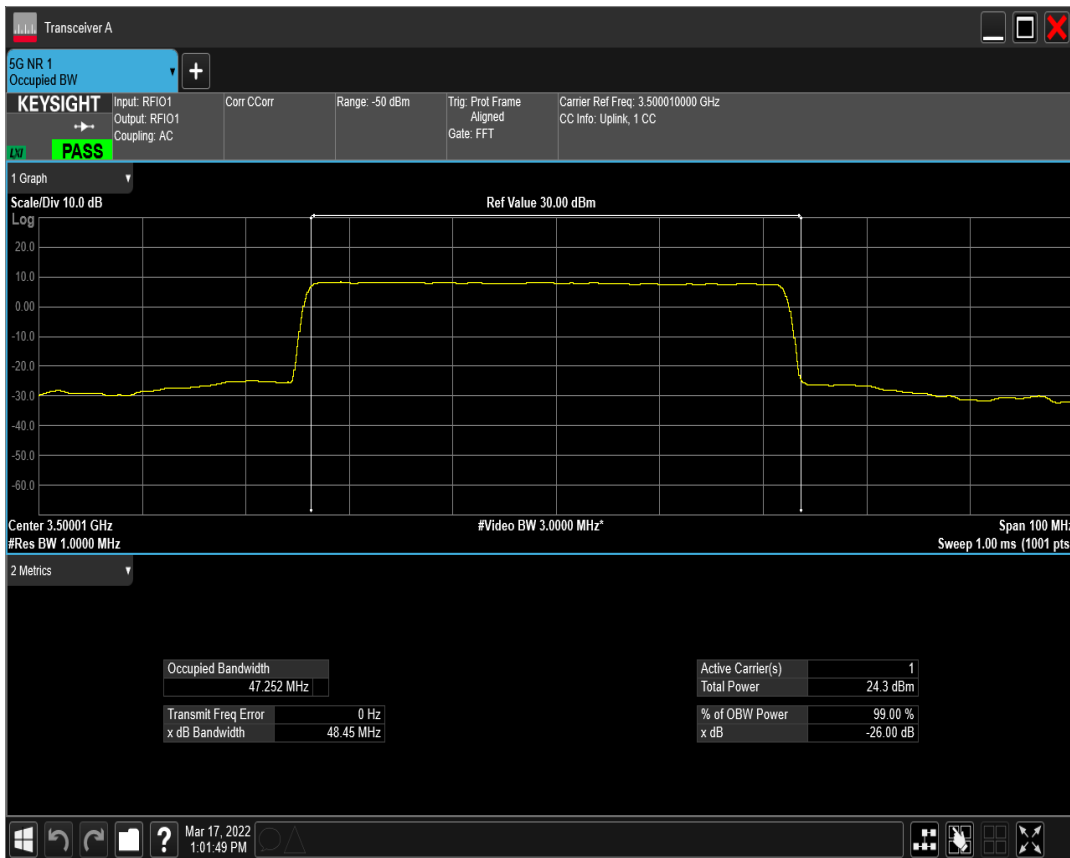 Transceiver A
5G NR 1
Occupied BW
KEYSIGHT
LXI
PASS
Input: RFIO1
Output: RFIO1
Coupling: AC
Corr CCorr
Range: -50 dBm
Trig: Prot Frame
Aligned
Gate: FFT
Carrier Ref Freq: 3.500010000 GHz
CC Info: Uplink, 1 CC
1 Graph
Scale/Div 10.0 dB
Ref Value 30.00 dBm
Log
20.0
10.0
0.00
-10.0
-20.0
-30.0
-40.0
-50.0
-60.0
Center 3.50001 GHz
#Video BW 3.0000 MHz*
Span 100 MHz
#Res BW 1.0000 MHz
Sweep 1.00 ms (1001 pts
2 Metrics
Occupied Bandwidth
47.252 MHz
Transmit Freq Error 0 Hz
x dB Bandwidth 48.45 MHz
Active Carrier(s) 1
Total Power 24.3 dBm
% of OBW Power 99.00 %
x dB -26.00 dB
?
Mar 17, 2022
1:01:49 PM